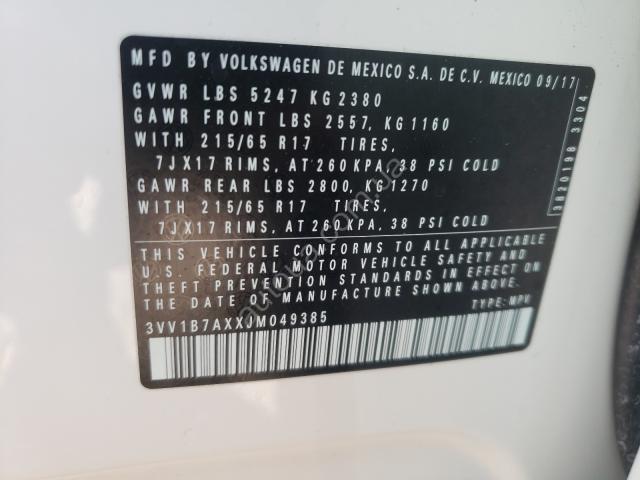 MFD BY VOLKSWAGEN DE MEXICO S.A. DE C.V. MEXICO 09/17
GVWR LBS 5247 KG 2380
GAWR FRONT LBS 2557, KG 1160
WITH 215/65 R17 TIRES,
7JX17 RIMS, AT 260 KPA, 38 PSI COLD
GAWR REAR LBS 2800, KG 1270
WITH 215/65 R17 TIRES,
7JX17 RIMS, AT 260 KPA, 38 PSI COLD
THIS VEHICLE CONFORMS TO ALL APPLICABLE
U.S. FEDERAL MOTOR VEHICLE SAFETY AND
THEFT PREVENTION STANDARDS IN EFFECT ON
THE DATE OF MANUFACTURE SHOWN ABOVE.
3VV1B7AXXJM049385
TYPE: MPV
3820198 3304
autoua.com.ua